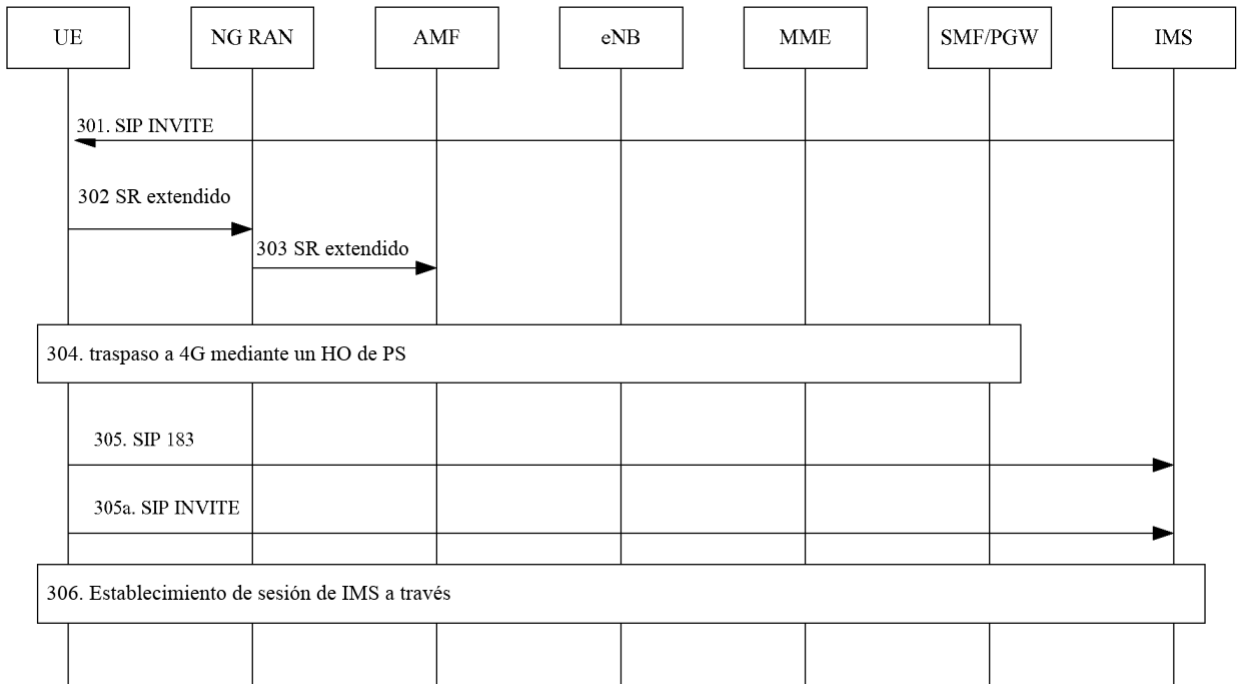 UE
NG RAN
AMF
eNB
MME
SMF/PGW
IMS
301. SIP INVITE
302 SR extendido
303 SR extendido
304. traspaso a 4G mediante un HO de PS
305. SIP 183
305a. SIP INVITE
306. Establecimiento de sesión de IMS a través